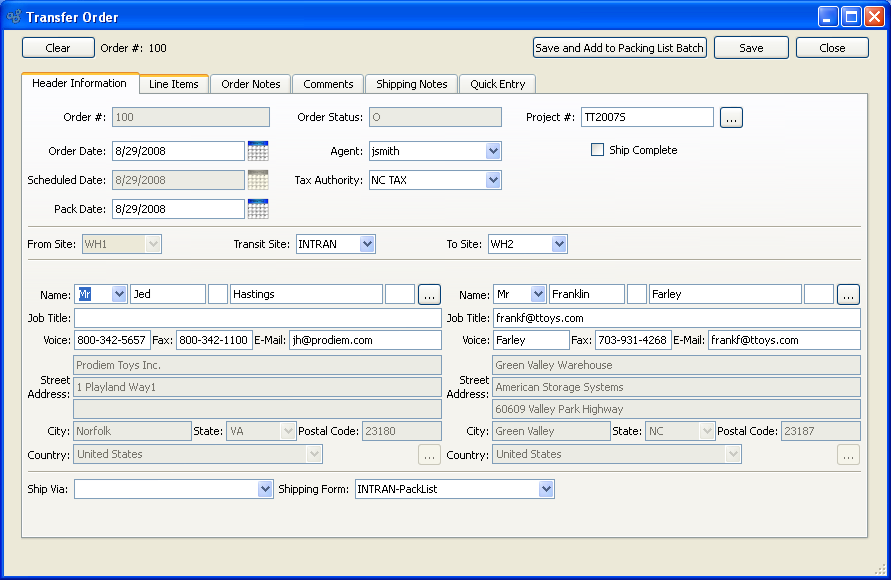 Transfer Order
Clear Order #: 100 Save and Add to Packing List Batch Save Close
Header Information Line Items Order Notes Comments Shipping Notes Quick Entry
Order #: 100 Order Status: O Project #: TT2007S ...
Order Date: 8/29/2008 Agent: jsmith Ship Complete
Scheduled Date: 8/29/2008 Tax Authority: NC TAX
Pack Date: 8/29/2008
From Site: WH1 Transit Site: INTRAN To Site: WH2
Name: Mr Jed Hastings ... Name: Mr Franklin Farley ...
Job Title: Job Title: frankf@ttoys.com
Voice: 800-342-5657 Fax: 800-342-1100 E-Mail: jh@prodiem.com Voice: Farley Fax: 703-931-4268 E-Mail: frankf@ttoys.com
Prodiem Toys Inc. Green Valley Warehouse
Street Address: 1 Playland Way1 Street Address: American Storage Systems
60609 Valley Park Highway
City: Norfolk State: VA Postal Code: 23180 City: Green Valley State: NC Postal Code: 23187
Country: United States ... Country: United States ...
Ship Via: Shipping Form: INTRAN-PackList